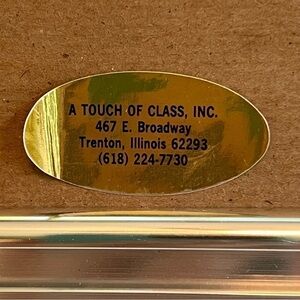 A TOUCH OF CLASS, INC.
467 E. Broadway
Trenton, Illinois 62293
(618) 224-7730